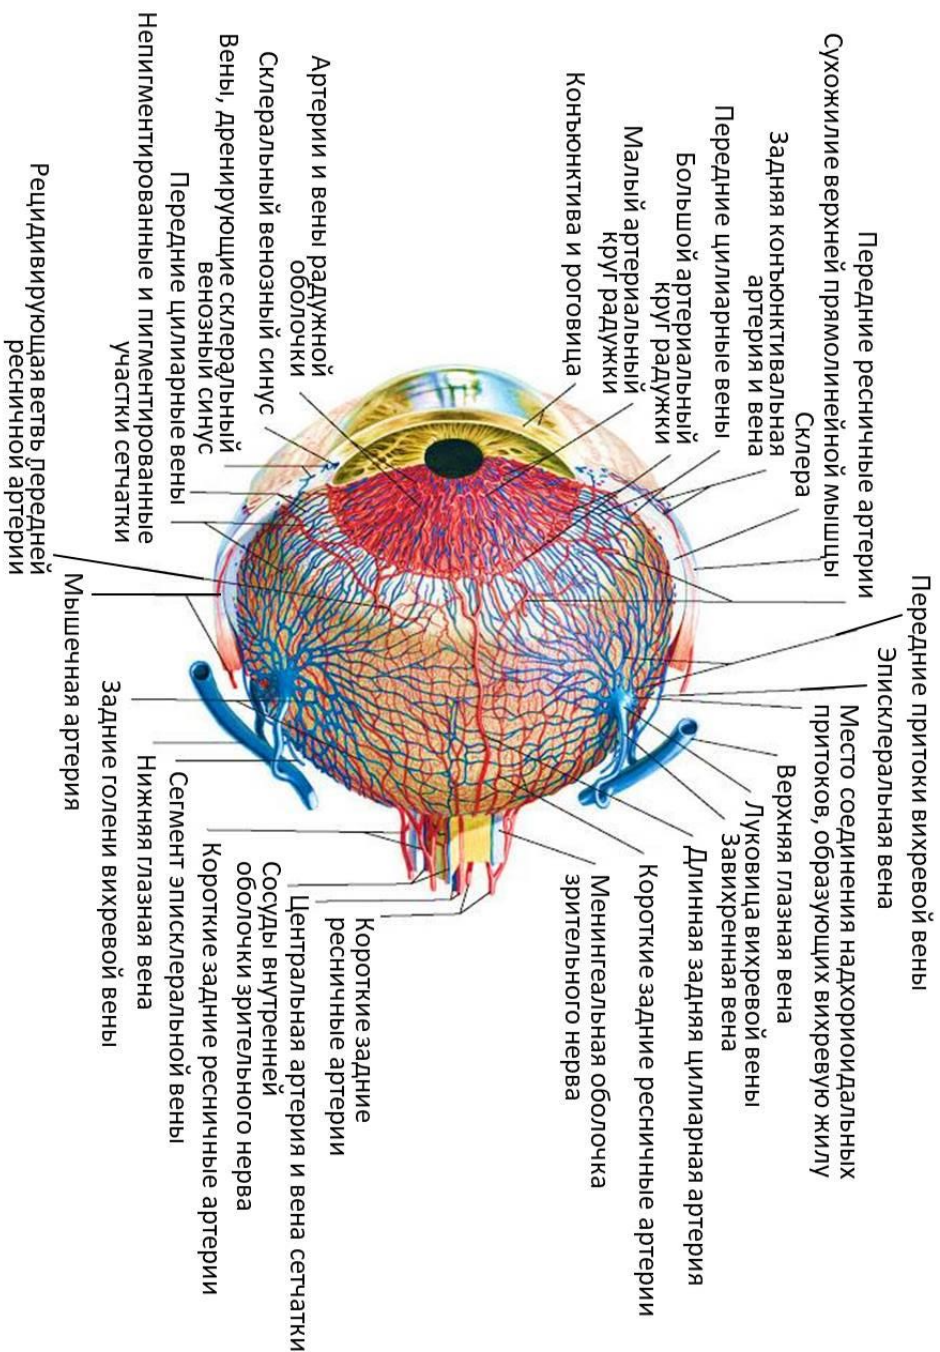 Передние ресничные артерии
Сухожилие верхней прямолинейной мышцы
Склера
Задняя конъюнктивальная
артерия и вена
Передние цилиарные вены
Большой артериальный
круг радужки
Малый артериальный
круг радужки
Конъюнктива и роговица
Артерии и вены радужной
оболочки
Склеральный венозный синус
Вены, дренирующие склеральный
венозный синус
Передние цилиарные вены
Непигментированные и пигментированные
участки сетчатки
Рецидивирующая ветвь передней
ресничной артерии
Передние притоки вихревой вены
Эписклеральная вена
Место соединения надхориоидальных
притоков, образующих вихревую жилу
Верхняя глазная вена
Луковица вихревой вены
Завихренная вена
Длинная задняя цилиарная артерия
Короткие задние ресничные артерии
Менингеальная оболочка
зрительного нерва
Короткие задние
ресничные артерии
Центральная артерия и вена сетчатки
Сосуды внутренней
оболочки зрительного нерва
Короткие задние ресничные артерии
Сегмент эписклеральной вены
Нижняя глазная вена
Задние голени вихревой вены
Мышечная артерия